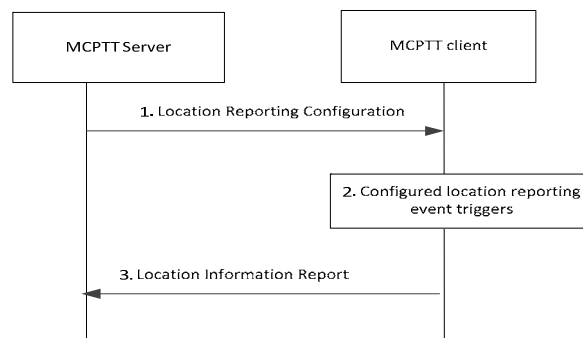 MCPTT Server
MCPTT client
1. Location Reporting Configuration
2. Configured location reporting
event triggers
3. Location Information Report